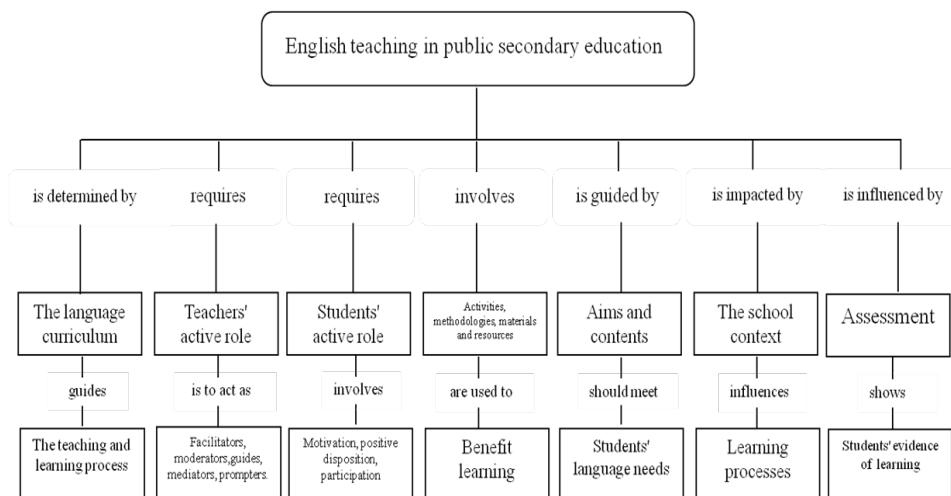 English teaching in public secondary education
is determined by
requires
requires
involves
is guided by
is impacted by
is influenced by
The language
curriculum
Teachers'
active role
Students'
active role
Activities,
methodologies, materials
and resources
Aims and
contents
The school
context
Assessment
guides
is to act as
involves
are used to
should meet
influences
shows
The teaching and
learning process
Facilitators,
moderators,guides,
mediators, prompters.
Motivation, positive
disposition,
participation
Benefit
learning
Students'
language needs
Learning
processes
Students' evidence
of learning